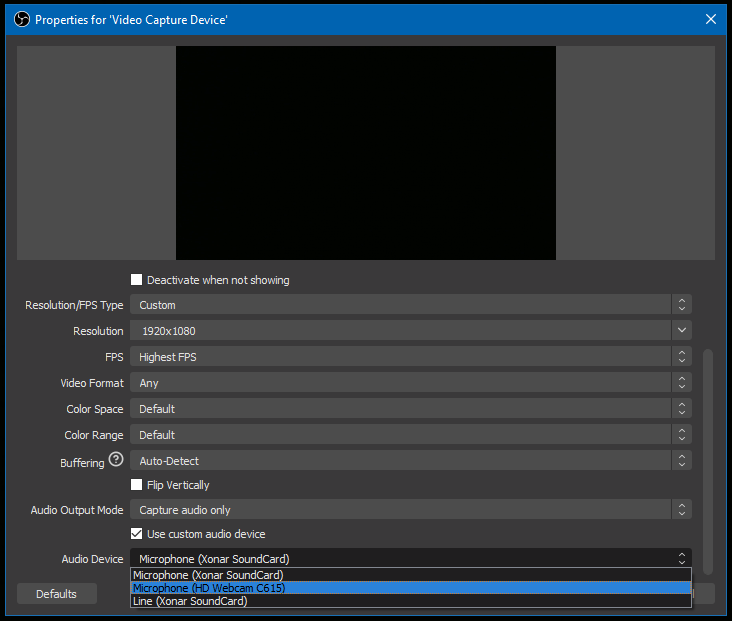 Properties for 'Video Capture Device'
Deactivate when not showing
Resolution/FPS Type Custom
Resolution 1920x1080
FPS Highest FPS
Video Format Any
Color Space Default
Color Range Default
Buffering ? Auto-Detect
Flip Vertically
Audio Output Mode Capture audio only
Use custom audio device
Audio Device Microphone (Xonar SoundCard)
Microphone (Xonar SoundCard)
Microphone (HD Webcam C615)
Line (Xonar SoundCard)
Defaults